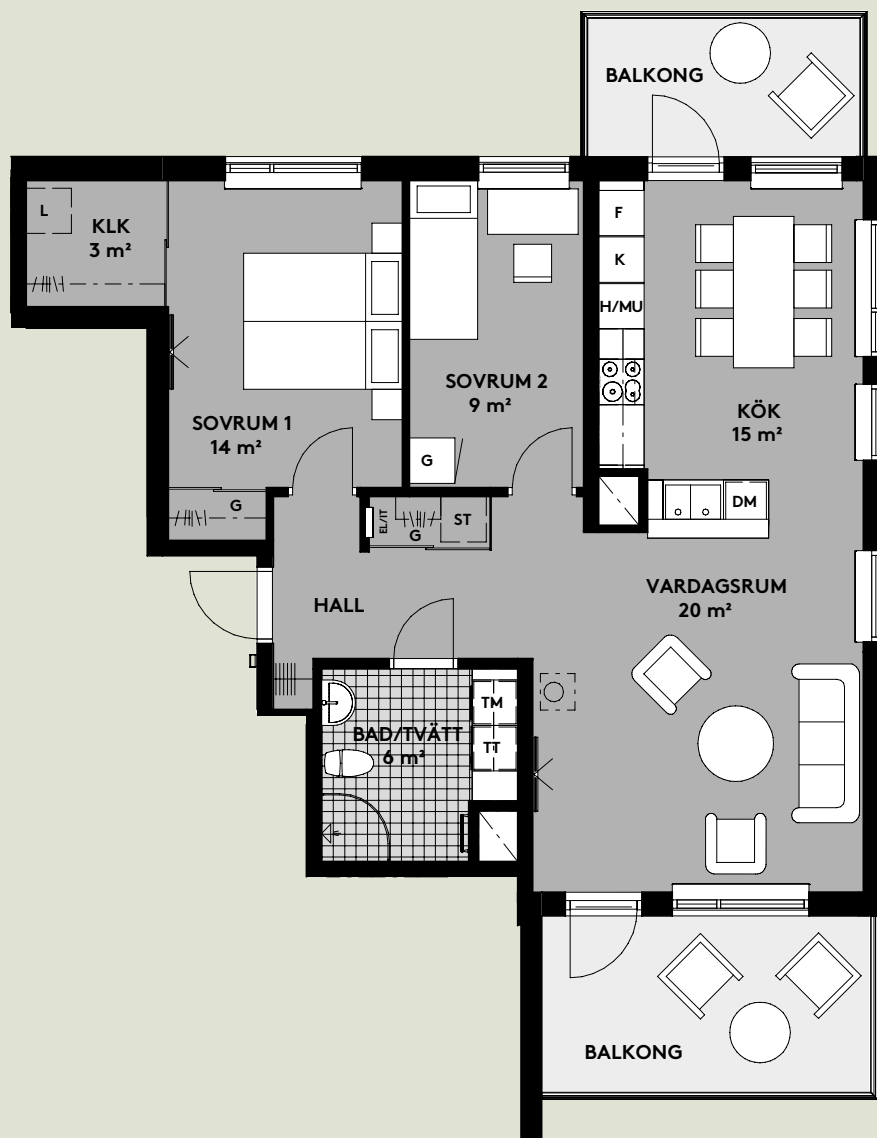 BALKONG
L
KLK
3 m²
F
K
H/MU
SOVRUM 1
14 m²
SOVRUM 2
9 m²
KÖK
15 m²
G
G
EL/IT
G
ST
DM
HALL
VARDAGSRUM
20 m²
BAD/TVÄTT
6 m²
TM
TT
BALKONG